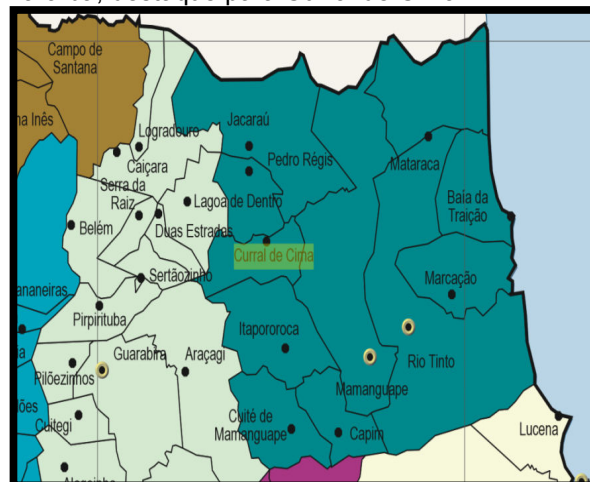 Campo de
Santana
Logradouro
Caiçara
Serra da
Raiz
Belém
Duas Estradas
Lagoa de Dentro
Sertãozinho
Pirpirituba
Guarabira
Pilõezinhos
Araçagi
Cuitegi
Jacaraú
Pedro Régis
Mataraca
Baía da
Traição
Curral de Cima
Marcação
Itapororoca
Rio Tinto
Mamanguape
Cuité de
Mamanguape
Capim
Lucena